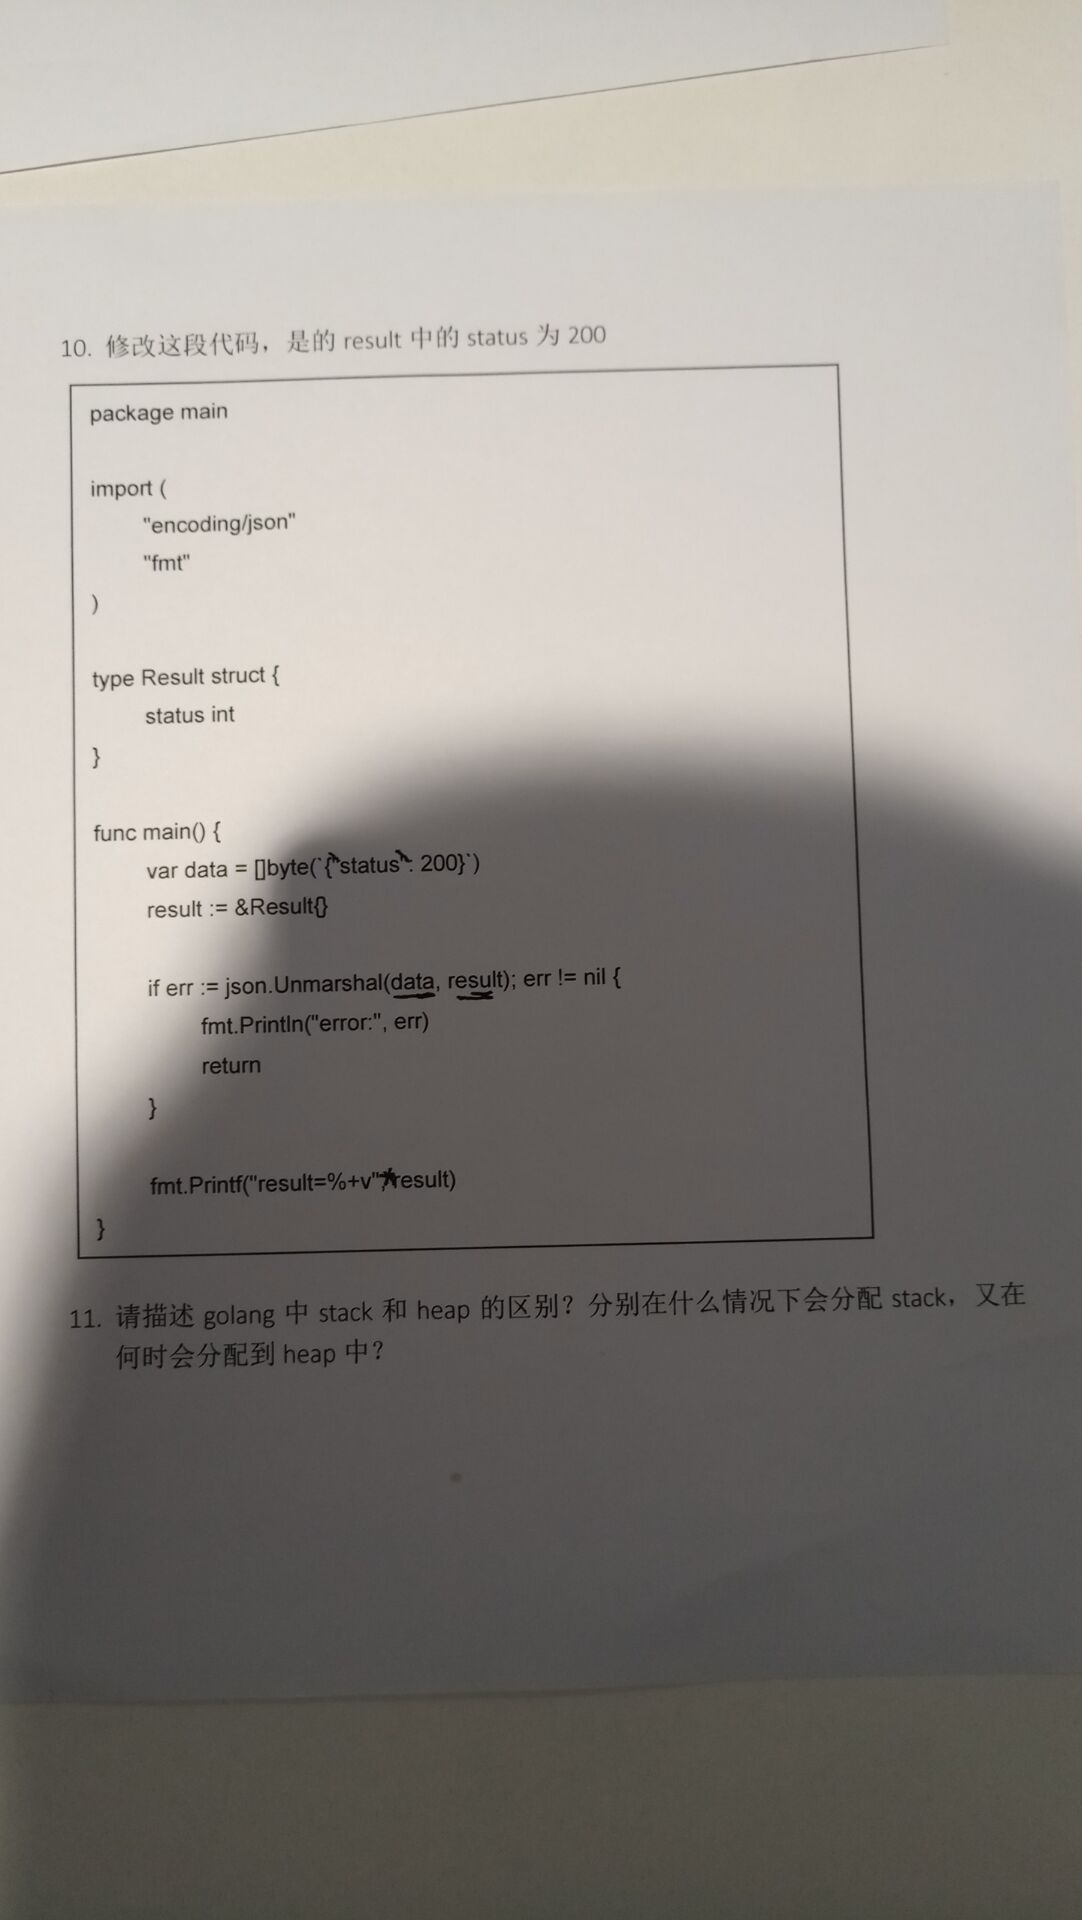 10. 修改这段代码，是的 result 中的 status 为 200
package main
import (
"encoding/json"
"fmt"
)
type Result struct {
status int
}
func main() {
var data = []byte(`{"status": 200}`)
result := &Result{}
if err := json.Unmarshal(data, result); err != nil {
fmt.Println("error:", err)
return
}
fmt.Printf("result=%+v", result)
}
11. 请描述 golang 中 stack 和 heap 的区别？分别在什么情况下会分配 stack，又在
何时会分配到 heap 中？